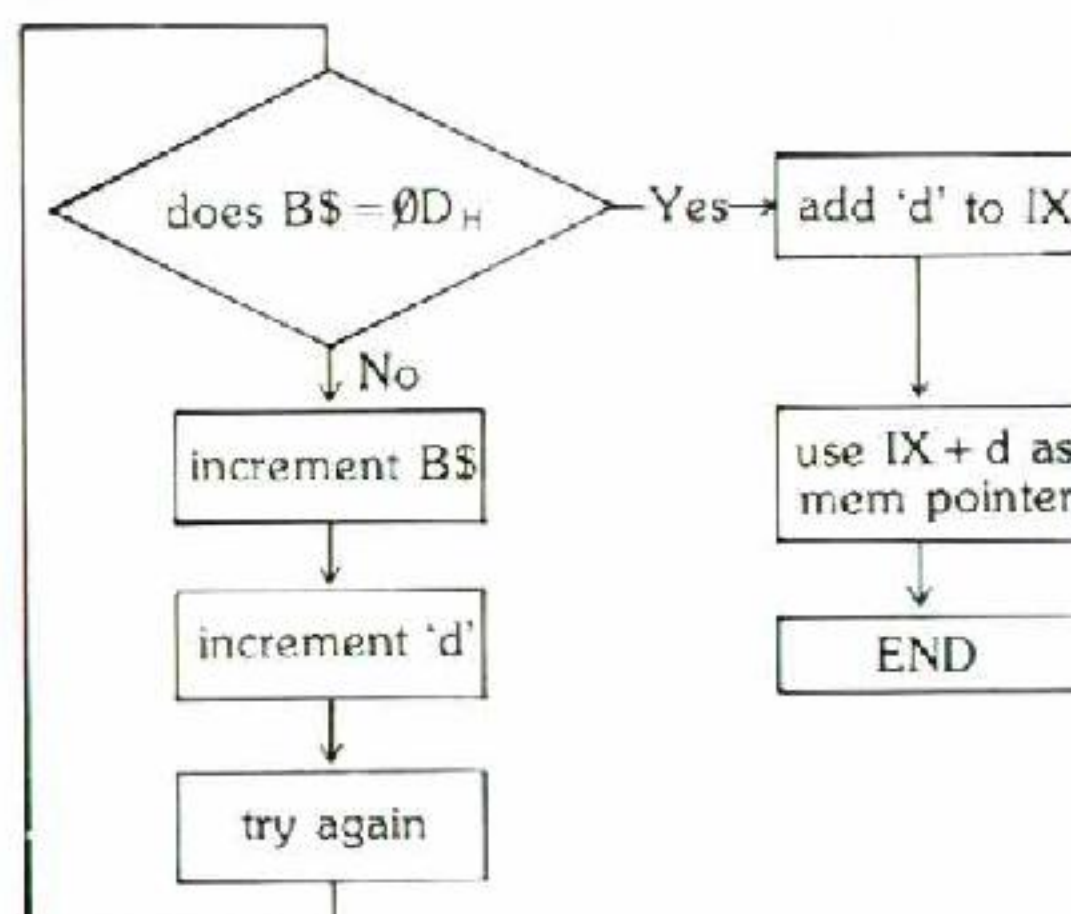 does B$ = ØD H
Yes
add 'd' to IX
No
increment B$
use IX + d as
mem pointer
increment 'd'
END
try again